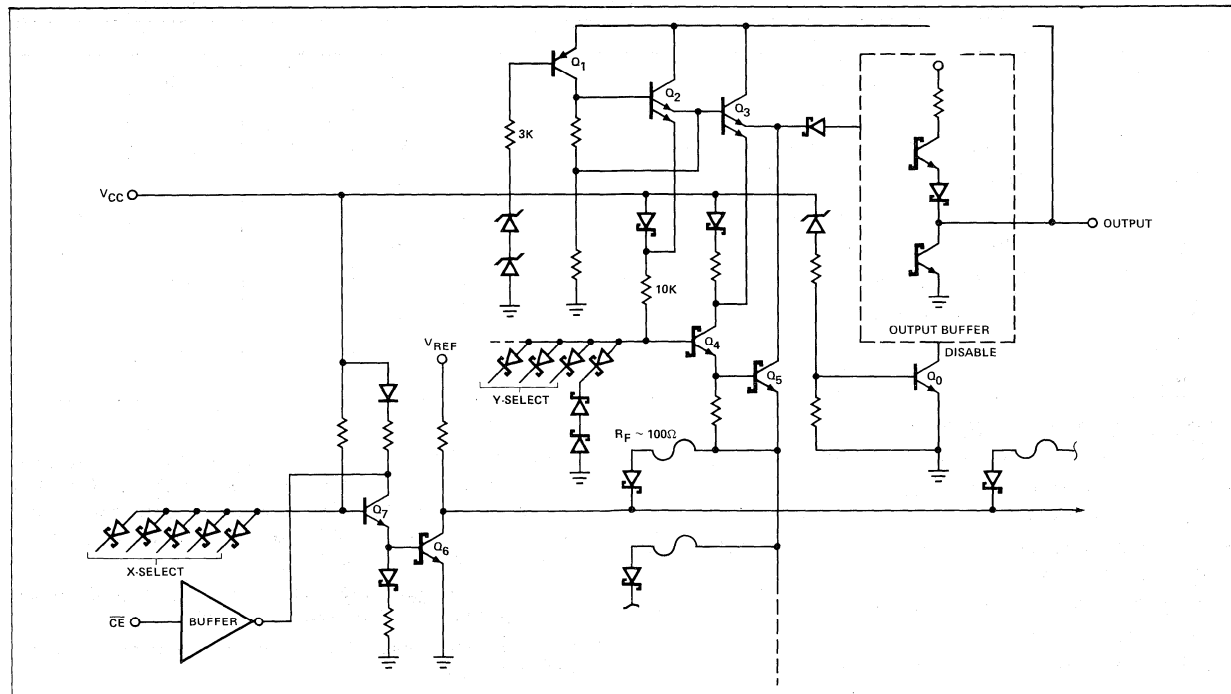 Q1
Q2
Q3
3K
VCC
OUTPUT
10K
OUTPUT BUFFER
DISABLE
VREF
Q4
Q5
Q0
Y-SELECT
RF ~ 100Ω
Q7
Q6
X-SELECT
CE
BUFFER